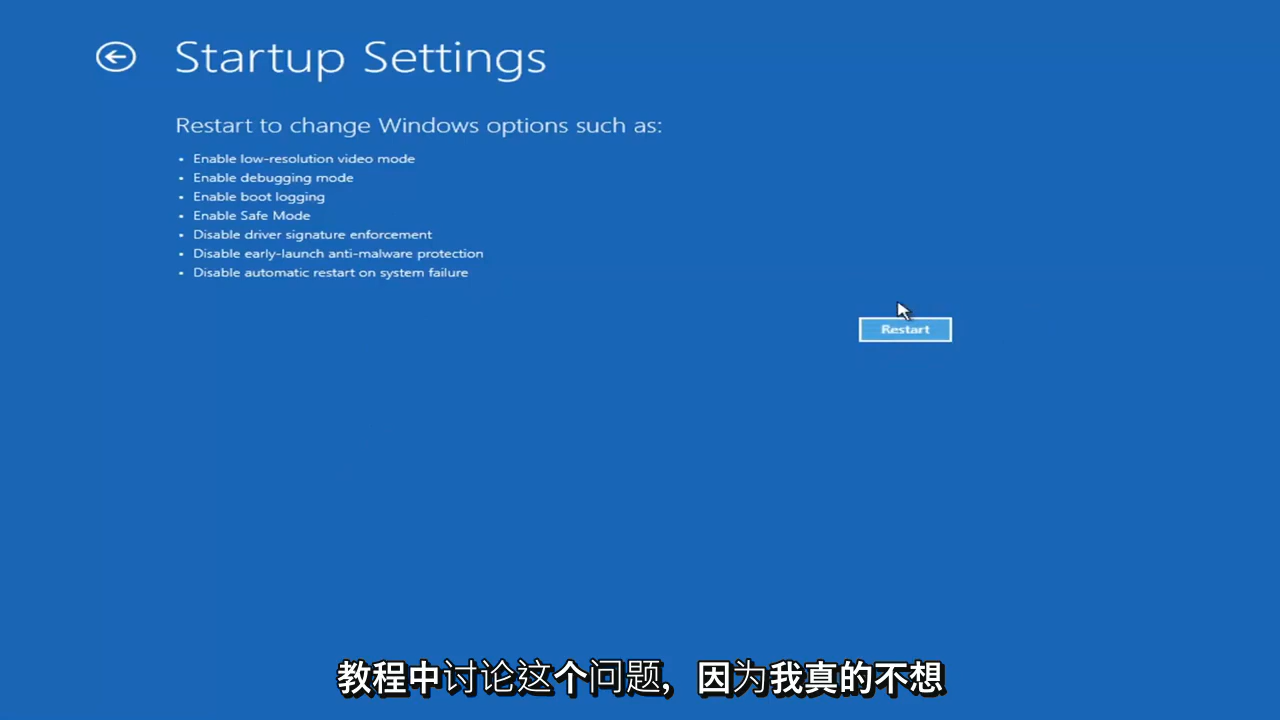 Startup Settings
Restart to change Windows options such as:
• Enable low-resolution video mode
• Enable debugging mode
• Enable boot logging
• Enable Safe Mode
• Disable driver signature enforcement
• Disable early-launch anti-malware protection
• Disable automatic restart on system failure
Restart
教程中讨论这个问题，因为我真的不想